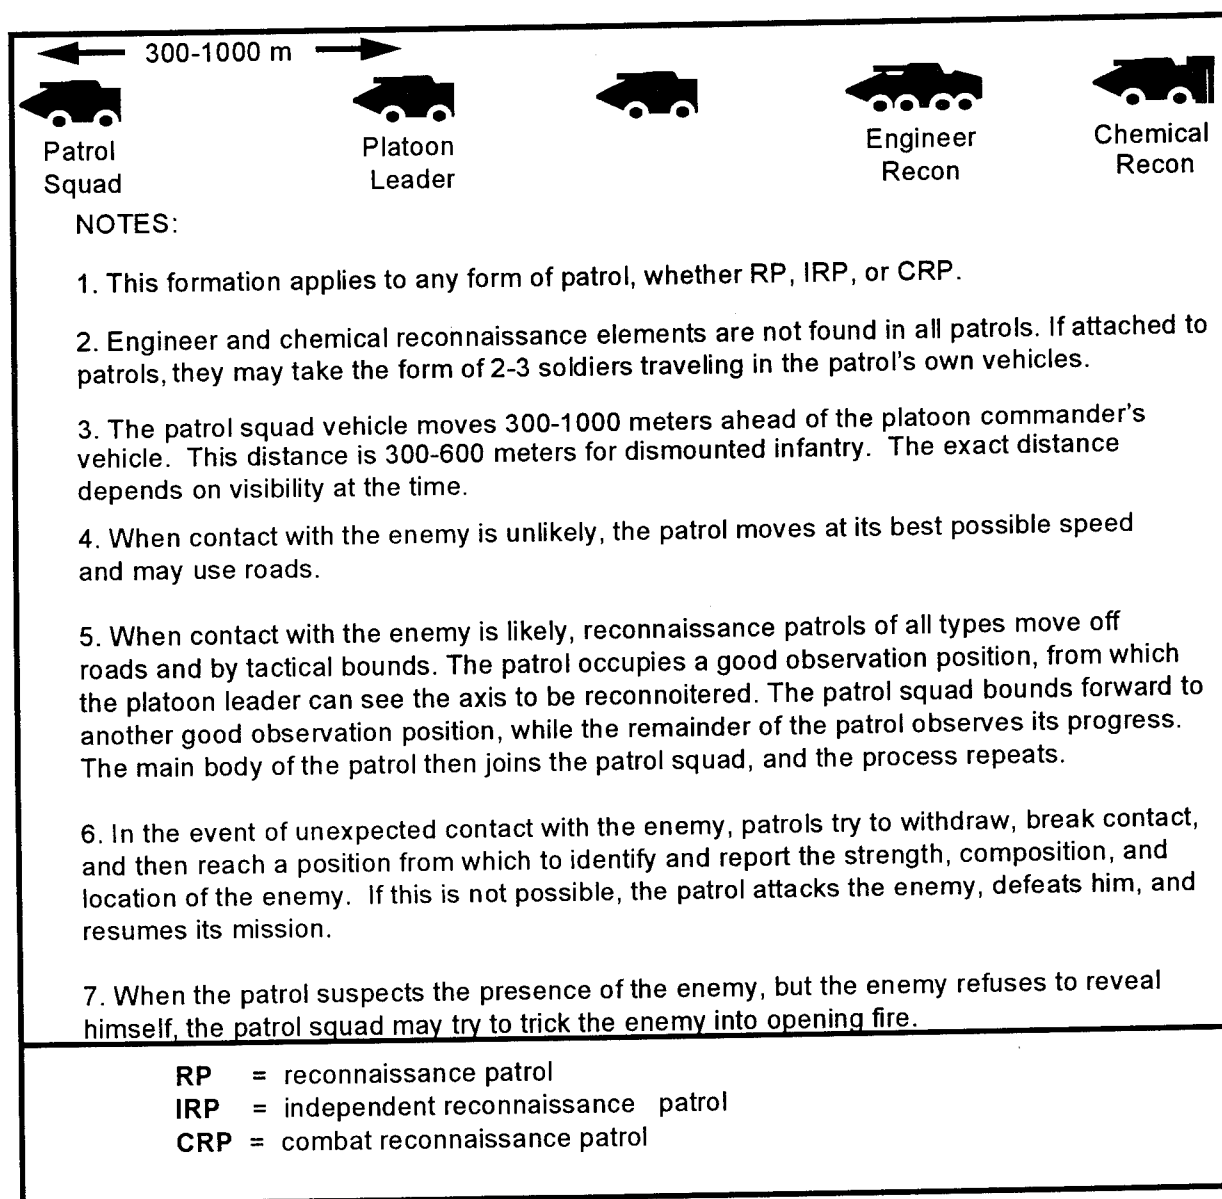 300-1000 m
Patrol
Squad
Platoon
Leader
Engineer
Recon
Chemical
Recon
NOTES:
1. This formation applies to any form of patrol, whether RP, IRP, or CRP.
2. Engineer and chemical reconnaissance elements are not found in all patrols. If attached to
patrols, they may take the form of 2-3 soldiers traveling in the patrol's own vehicles.
3. The patrol squad vehicle moves 300-1000 meters ahead of the platoon commander's
vehicle. This distance is 300-600 meters for dismounted infantry. The exact distance
depends on visibility at the time.
4. When contact with the enemy is unlikely, the patrol moves at its best possible speed
and may use roads.
5. When contact with the enemy is likely, reconnaissance patrols of all types move off
roads and by tactical bounds. The patrol occupies a good observation position, from which
the platoon leader can see the axis to be reconnoitered. The patrol squad bounds forward to
another good observation position, while the remainder of the patrol observes its progress.
The main body of the patrol then joins the patrol squad, and the process repeats.
6. In the event of unexpected contact with the enemy, patrols try to withdraw, break contact,
and then reach a position from which to identify and report the strength, composition, and
location of the enemy. If this is not possible, the patrol attacks the enemy, defeats him, and
resumes its mission.
7. When the patrol suspects the presence of the enemy, but the enemy refuses to reveal
himself, the patrol squad may try to trick the enemy into opening fire.
RP = reconnaissance patrol
IRP = independent reconnaissance patrol
CRP = combat reconnaissance patrol